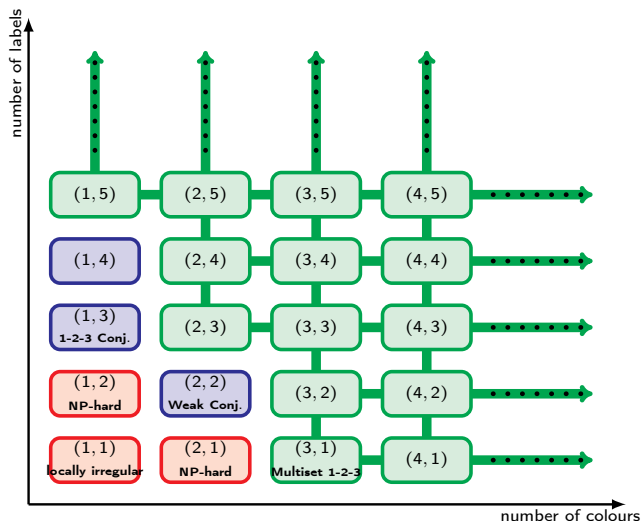 number of labels
(1, 5) (2, 5) (3, 5) (4, 5)
(1, 4) (2, 4) (3, 4) (4, 4)
(1, 3) (2, 3) (3, 3) (4, 3)
1-2-3 Conj.
(1, 2) (2, 2) (3, 2) (4, 2)
NP-hard Weak Conj.
(1, 1) (2, 1) (3, 1) (4, 1)
locally irregular NP-hard Multiset 1-2-3
number of colours